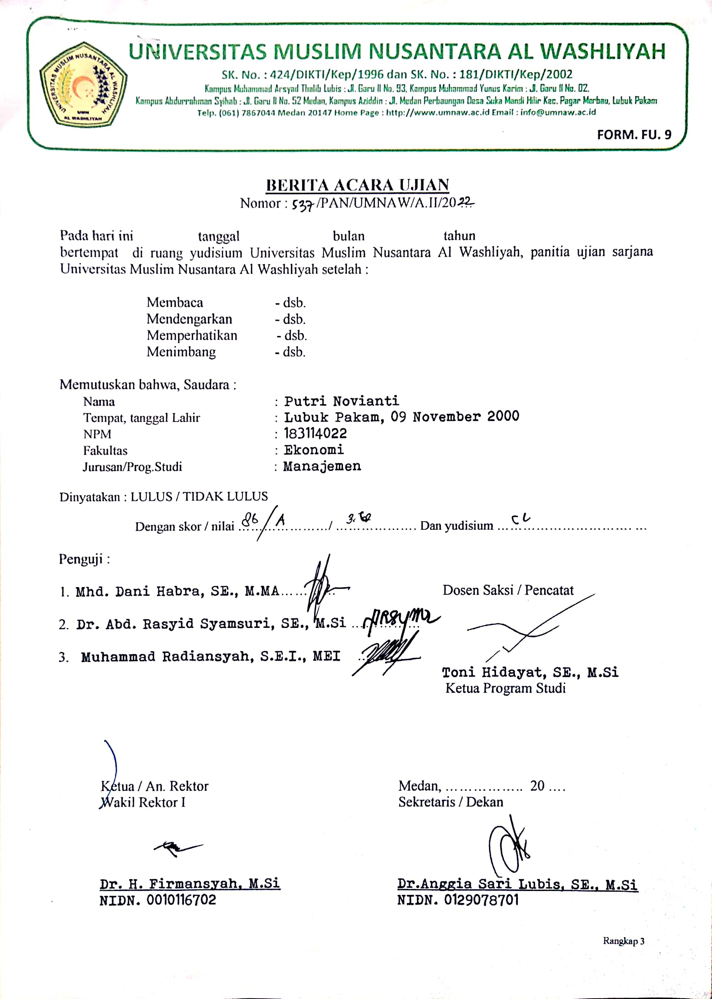 UNIVERSITAS MUSLIM NUSANTARA AL WASHLIYAH
UMN
AL WASHLIYAH
UNIVERSITAS MUSLIM NUSANTARA AL WASHLIYAH
SK. No. : 424/DIKTI/Kep/1996 dan SK. No. : 181/DIKTI/Kep/2002
Kampus Muhammad Arsyad Thalib Lubis : Jl. Garu II No. 93, Kampus Muhammad Yunus Karim : Jl. Garu II No. 02,
Kampus Abdurrahman Syihab : Jl. Garu II No. 52 Medan, Kampus Aziddin : Jl. Medan Perbaungan Desa Suka Mandi Hilir Kec. Pagar Merbau, Lubuk Pakam
Telp. (061) 7867044 Medan 20147 Home Page : http://www.umnaw.ac.id Email : info@umnaw.ac.id
FORM. FU. 9
BERITA ACARA UJIAN
Nomor : 537/PAN/UMNAW/A.II/2022
Pada hari ini tanggal bulan tahun
bertempat di ruang yudisium Universitas Muslim Nusantara Al Washliyah, panitia ujian sarjana
Universitas Muslim Nusantara Al Washliyah setelah :
Membaca - dsb.
Mendengarkan - dsb.
Memperhatikan - dsb.
Menimbang - dsb.
Memutuskan bahwa, Saudara :
Nama : Putri Novianti
Tempat, tanggal Lahir : Lubuk Pakam, 09 November 2000
NPM : 183114022
Fakultas : Ekonomi
Jurusan/Prog.Studi : Manajemen
Dinyatakan : LULUS / TIDAK LULUS
Dengan skor / nilai 86/A / Dan yudisium CL
Penguji :
1. Mhd. Dani Habra, SE., M.MA......
Dosen Saksi / Pencatat
2. Dr. Abd. Rasyid Syamsuri, SE., M.Si ...
3. Muhammad Radiansyah, S.E.I., MEI
Toni Hidayat, SE., M.Si
Ketua Program Studi
Ketua / An. Rektor
Wakil Rektor I
Medan, .................. 20 ....
Sekretaris / Dekan
Dr. H. Firmansyah, M.Si
NIDN. 0010116702
Dr.Anggia Sari Lubis, SE., M.Si
NIDN. 0129078701
Rangkap 3